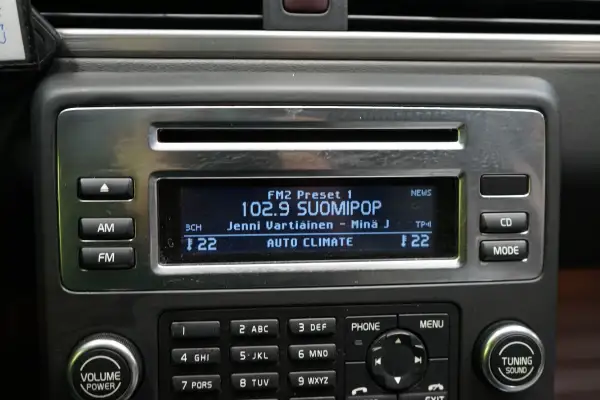 FM2 Preset 1
NEWS
102.9 SUOMIPOP
SCH
Jenni Vartiainen - Minä J
TP
22
AUTO CLIMATE
22
AM
FM
CD
MODE
1
2 ABC
3 DEF
4 GHI
5 JKL
6 MNO
7 PQRS
8 TUV
9 WXYZ
PHONE
MENU
EXIT
VOLUME
POWER
TUNING
SOUND